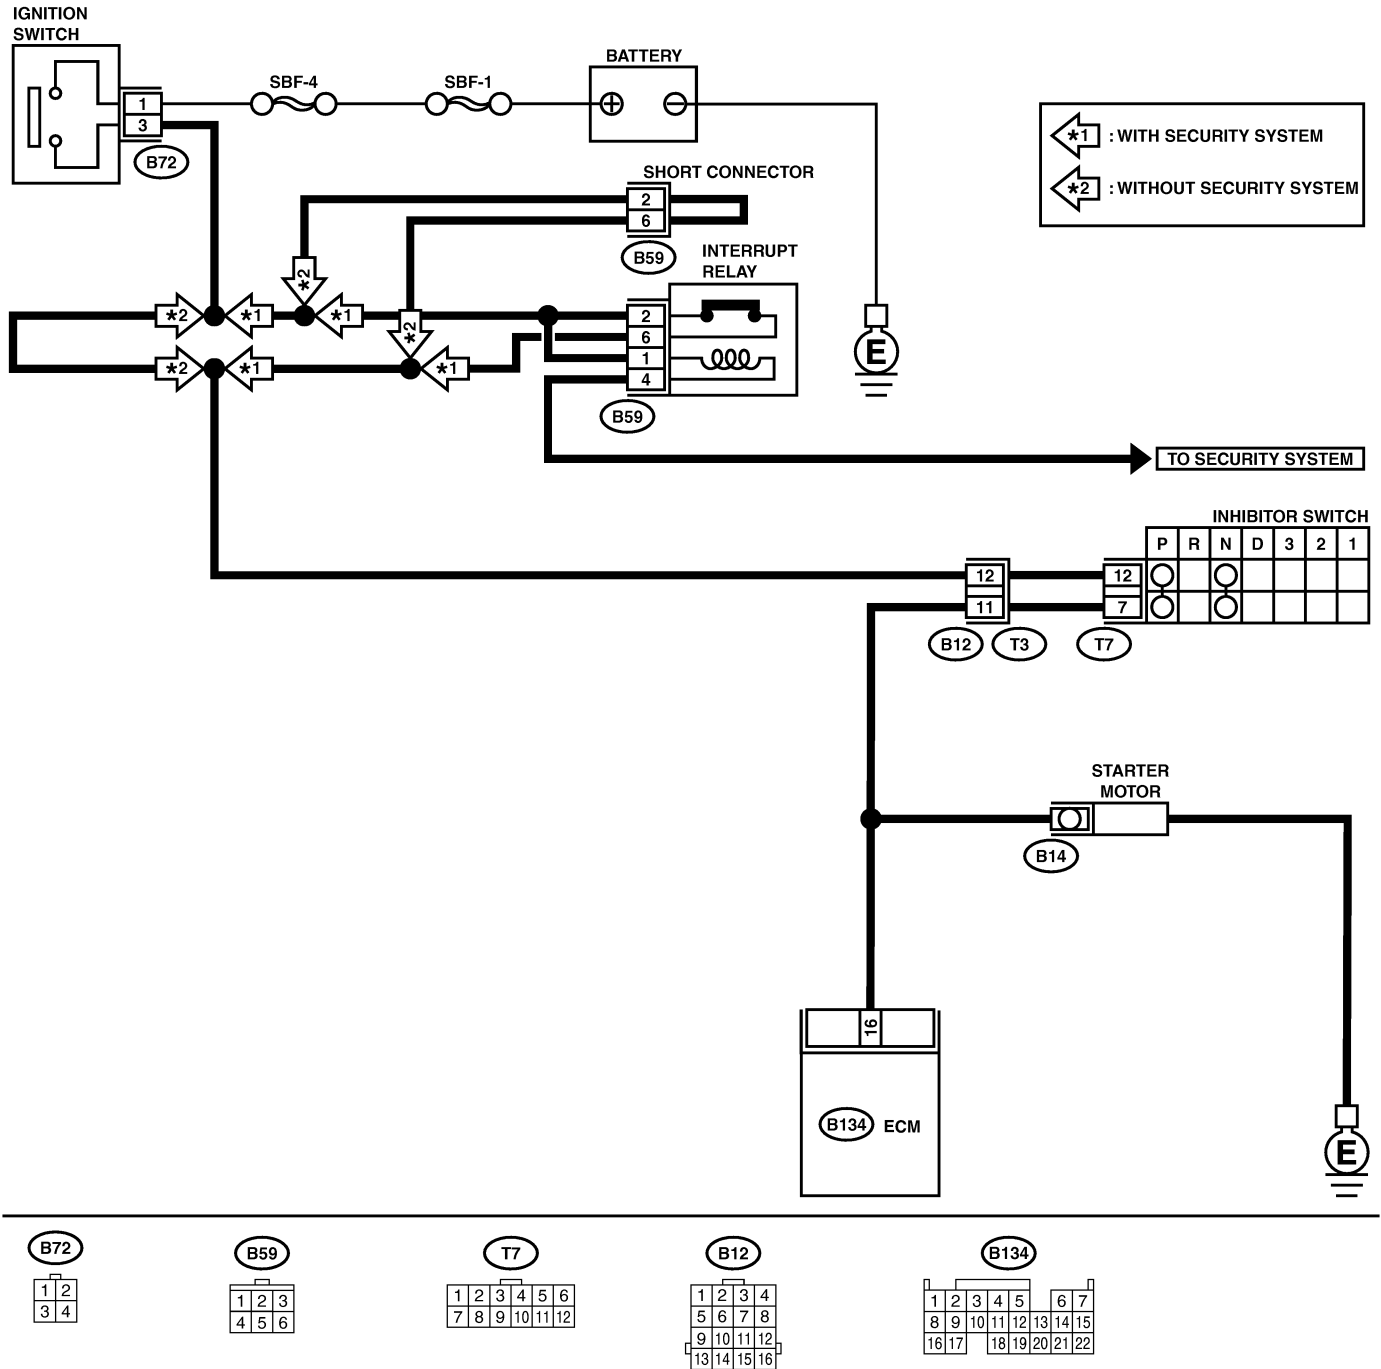 IGNITION
SWITCH
1
3
B72
SBF-4
SBF-1
BATTERY
+
−
*1 : WITH SECURITY SYSTEM
*2 : WITHOUT SECURITY SYSTEM
SHORT CONNECTOR
2
6
B59
INTERRUPT
RELAY
*2
*2 *1 *1
*2
2
6
1
4
*2 *1 *1
B59
E
TO SECURITY SYSTEM
INHIBITOR SWITCH
P R N D 3 2 1
12 12
11 7
B12 T3 T7
STARTER
MOTOR
B14
16
B134 ECM
E
B72
1 2
3 4
B59
1 2 3
4 5 6
T7
1 2 3 4 5 6
7 8 9 10 11 12
B12
1 2 3 4
5 6 7 8
9 10 11 12
13 14 15 16
B134
1 2 3 4 5 6 7
8 9 10 11 12 13 14 15
16 17 18 19 20 21 22